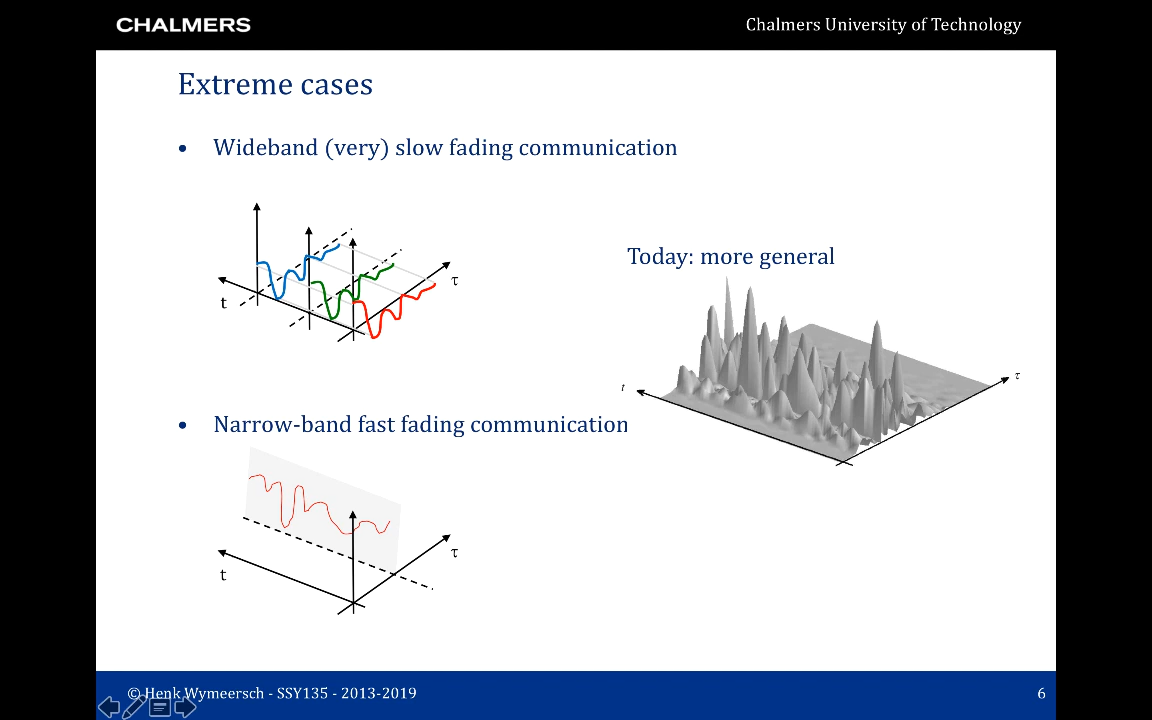 CHALMERS
Chalmers University of Technology
Extreme cases
• Wideband (very) slow fading communication
t
τ
Today: more general
t
τ
• Narrow-band fast fading communication
t
τ
© Henk Wymeersch - SSY135 - 2013-2019
6